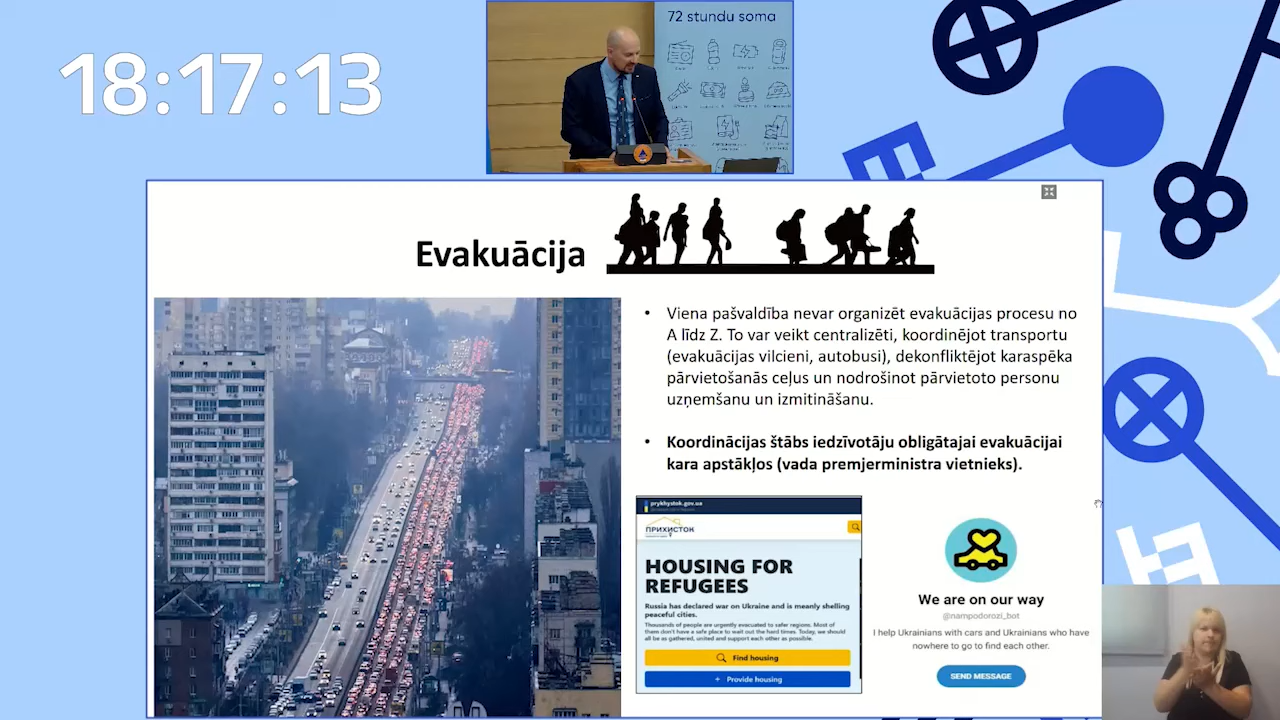 18:17:13
72 stundu soma
Evakuācija
• Viena pašvaldība nevar organizēt evakuācijas procesu no
A līdz Z. To var veikt centralizēti, koordinējot transportu
(evakuācijas vilcieni, autobusi), dekonfliktējot karaspēka
pārvietošanās ceļus un nodrošinot pārvietoto personu
uzņemšanu un izmitināšanu.
• Koordinācijas štābs iedzīvotāju obligātajai evakuācijai
kara apstākļos (vada premjerministra vietnieks).
prykhystok.gov.ua
ПРИХИСТОК
HOUSING FOR
REFUGEES
Russia has declared war on Ukraine and is meanly shelling
peaceful cities.
Thousands of people are urgently evacuated to safer regions. Most of
them don't have a safe place to wait out the hard times. Today, we should
all be as gathered, united and support each other as possible.
Find housing
+ Provide housing
We are on our way
@nampodorozi_bot
I help Ukrainians with cars and Ukrainians who have
nowhere to go to find each other.
SEND MESSAGE